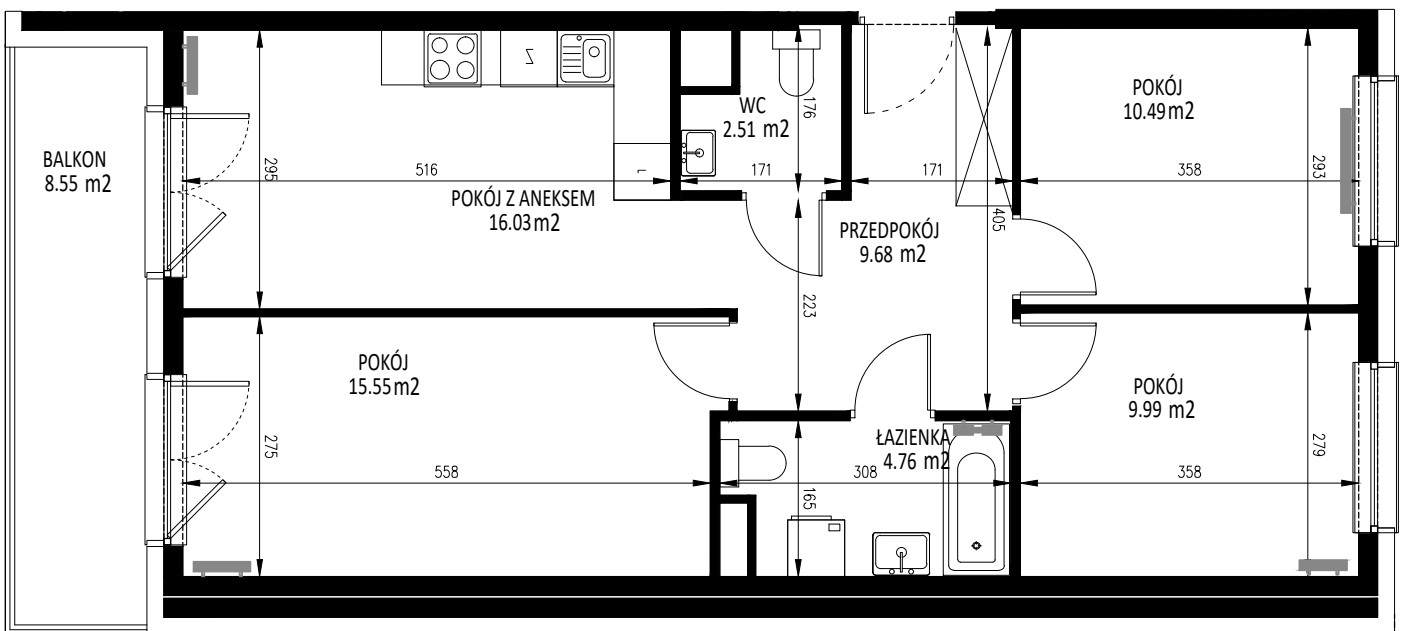 BALKON
8.55 m2
295
516
POKÓJ Z ANEKSEM
16.03m2
Z
L
WC
2.51 m2
176
171
171
PRZEDPOKÓJ
9.68 m2
405
223
POKÓJ
10.49m2
358
293
POKÓJ
15.55m2
275
558
ŁAZIENKA
4.76 m2
308
165
POKÓJ
9.99 m2
358
279